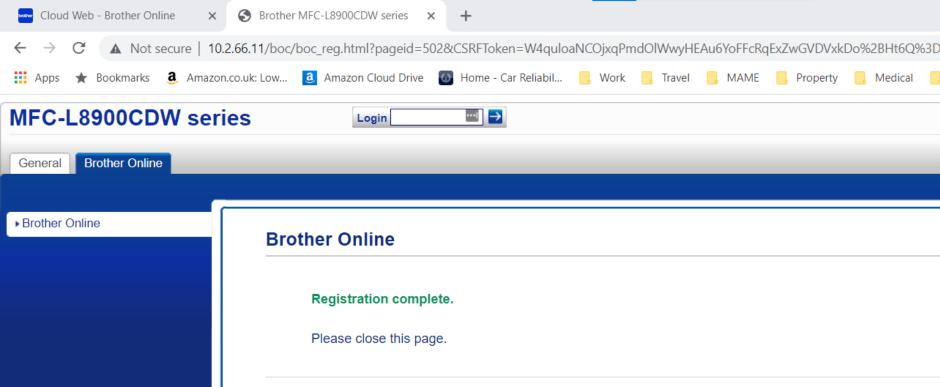 brother Cloud Web - Brother Online
Brother MFC-L8900CDW series
Not secure | 10.2.66.11/boc/boc_reg.html?pageid=502&CSRFToken=W4quIoaNCOjxqPmdOlWwyHEAu6YoFFcRqExZwGVDVxkDo%2BHt6Q%3D
Apps Bookmarks Amazon.co.uk: Low... Amazon Cloud Drive Home - Car Reliabil... Work Travel MAME Property Medical
MFC-L8900CDW series
Login
General Brother Online
Brother Online
Brother Online
Registration complete.
Please close this page.